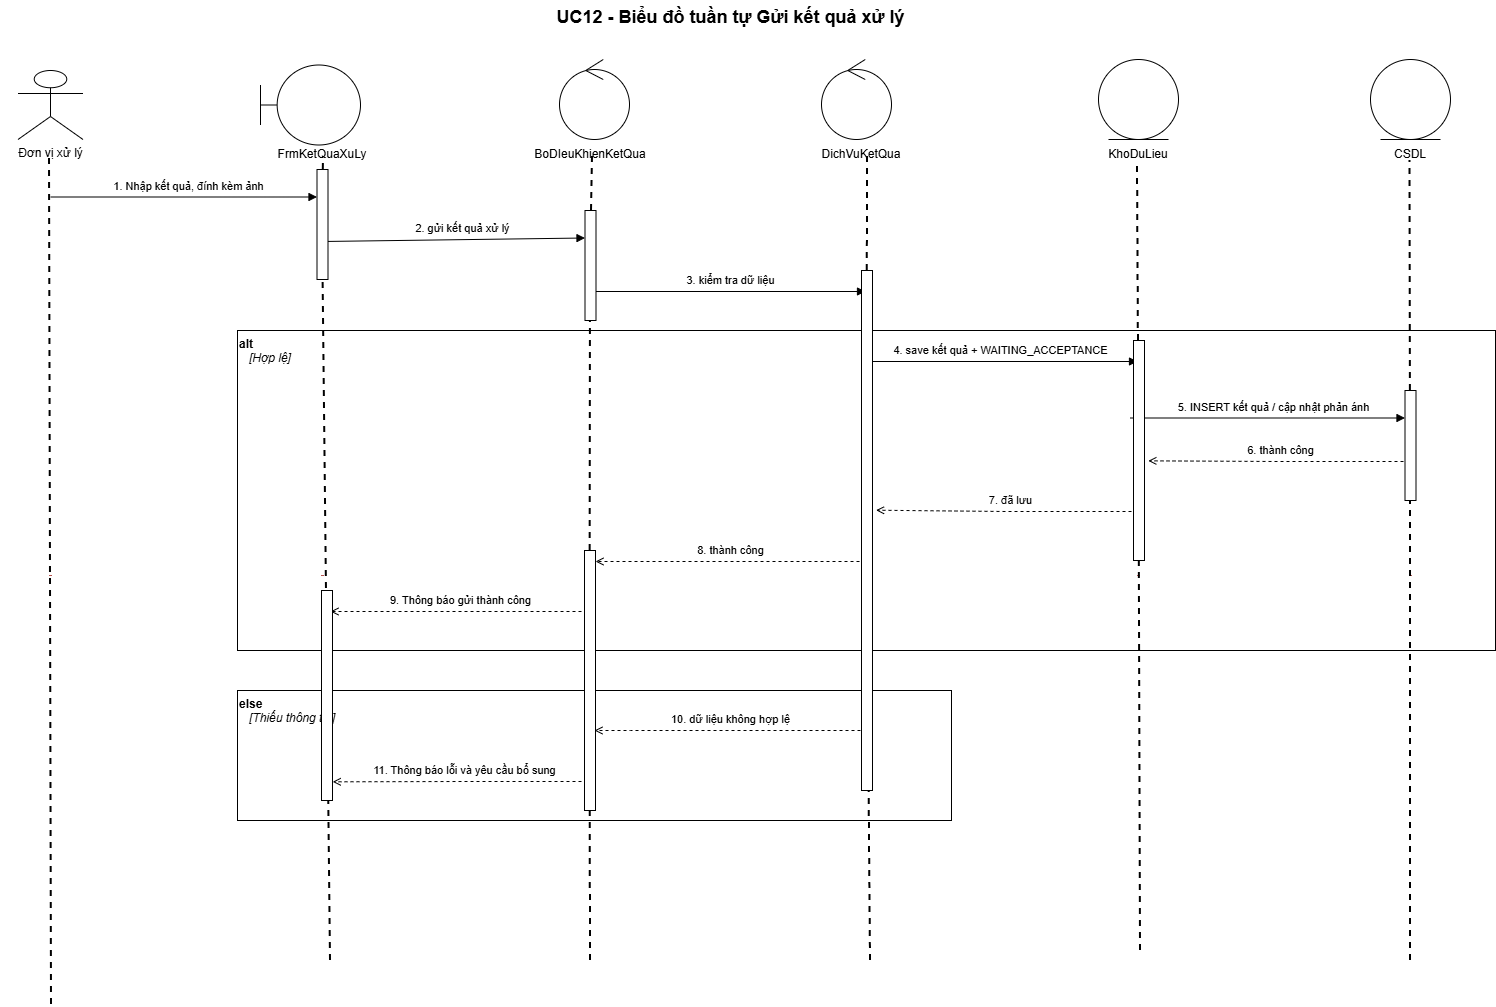 UC12 - Biểu đồ tuần tự Gửi kết quả xử lý
Đơn vị xử lý
FrmKetQuaXuLy
BoDIeuKhienKetQua
DichVuKetQua
KhoDuLieu
CSDL
1. Nhập kết quả, đính kèm ảnh
2. gửi kết quả xử lý
3. kiểm tra dữ liệu
alt
[Hợp lệ]
4. save kết quả + WAITING_ACCEPTANCE
5. INSERT kết quả / cập nhật phản ánh
6. thành công
7. đã lưu
8. thành công
9. Thông báo gửi thành công
else
[Thiếu thông t ]
10. dữ liệu không hợp lệ
11. Thông báo lỗi và yêu cầu bổ sung